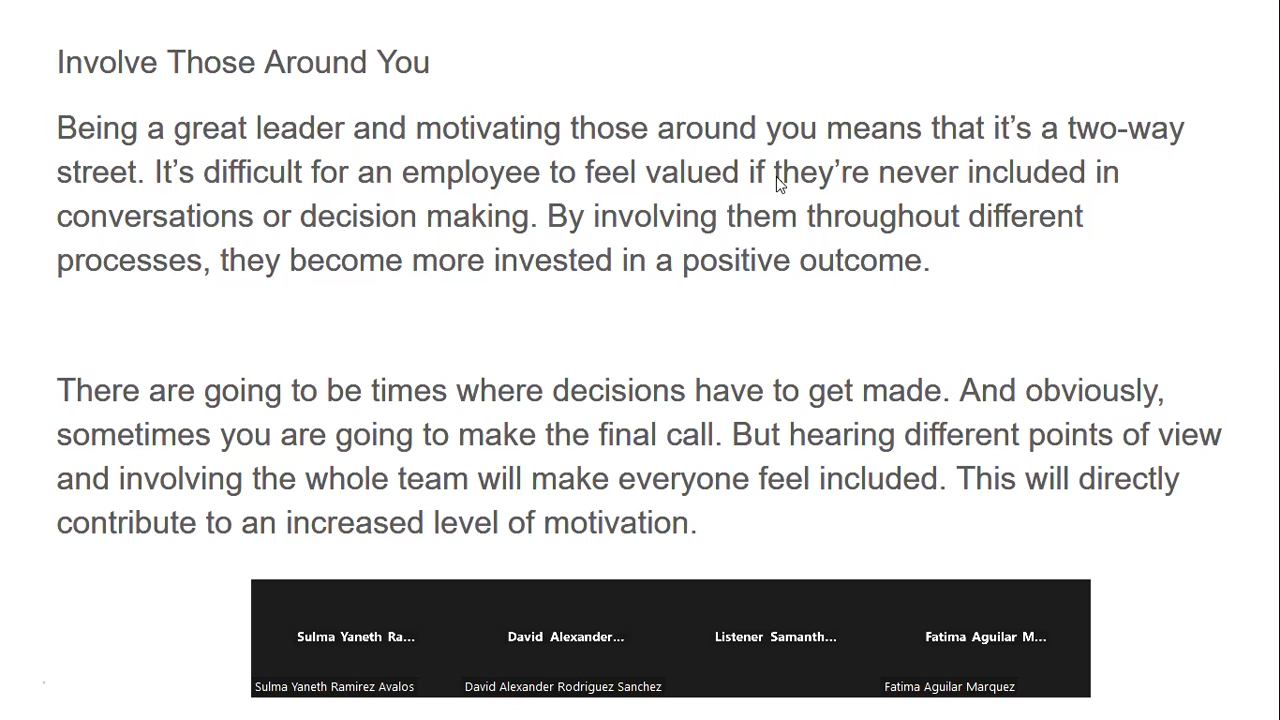 Involve Those Around You
Being a great leader and motivating those around you means that it’s a two-way
street. It’s difficult for an employee to feel valued if they’re never included in
conversations or decision making. By involving them throughout different
processes, they become more invested in a positive outcome.
There are going to be times where decisions have to get made. And obviously,
sometimes you are going to make the final call. But hearing different points of view
and involving the whole team will make everyone feel included. This will directly
contribute to an increased level of motivation.
Sulma Yaneth Ra... David Alexander... Listener Samanth... Fatima Aguilar M...
Sulma Yaneth Ramirez Avalos David Alexander Rodriguez Sanchez Fatima Aguilar Marquez